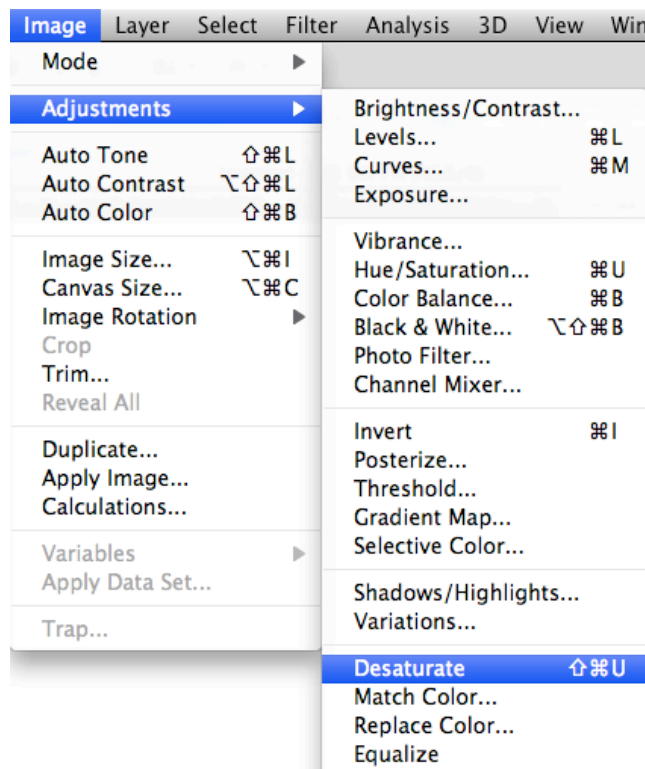 Image Layer Select Filter Analysis 3D View Win
Mode
Adjustments
Auto Tone ⇧⌘L
Auto Contrast ⌥⇧⌘L
Auto Color ⇧⌘B
Image Size... ⌥⌘I
Canvas Size... ⌥⌘C
Image Rotation
Crop
Trim...
Reveal All
Duplicate...
Apply Image...
Calculations...
Variables
Apply Data Set...
Trap...
Brightness/Contrast...
Levels... ⌘L
Curves... ⌘M
Exposure...
Vibrance...
Hue/Saturation... ⌘U
Color Balance... ⌘B
Black & White... ⌥⇧⌘B
Photo Filter...
Channel Mixer...
Invert ⌘I
Posterize...
Threshold...
Gradient Map...
Selective Color...
Shadows/Highlights...
Variations...
Desaturate ⇧⌘U
Match Color...
Replace Color...
Equalize